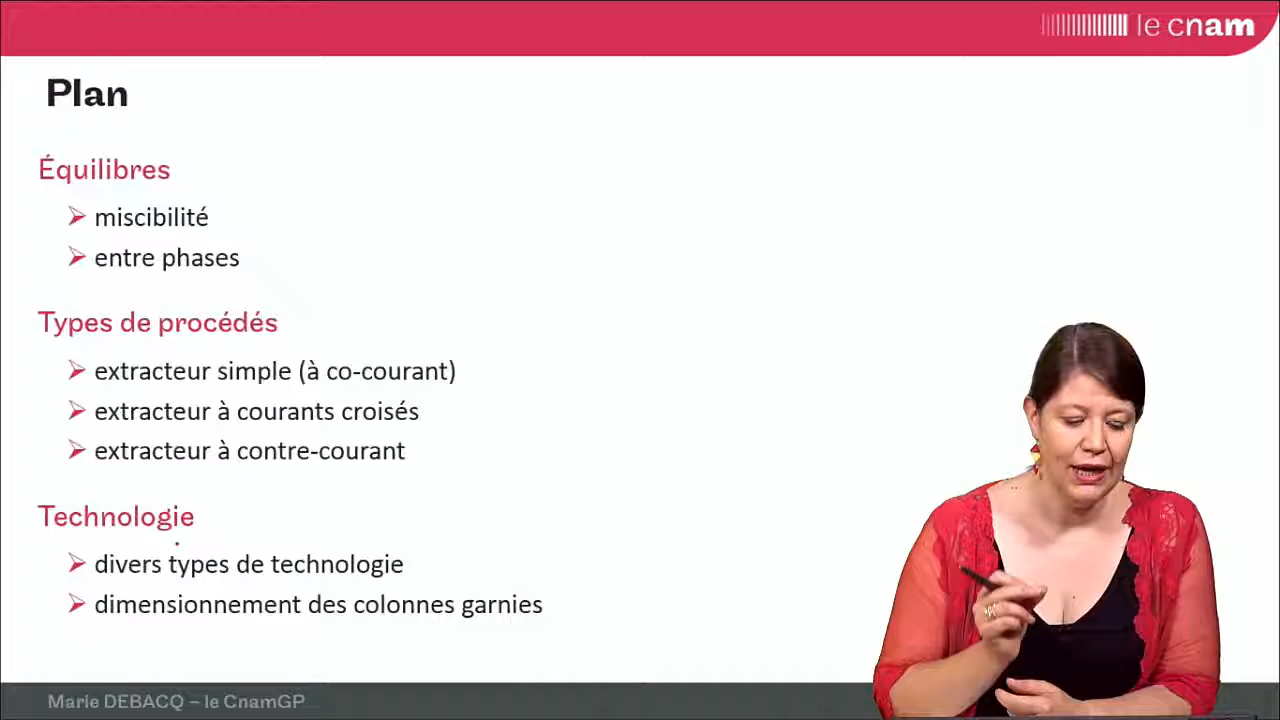 le cnam
Plan
Équilibres
miscibilité
entre phases
Types de procédés
extracteur simple (à co-courant)
extracteur à courants croisés
extracteur à contre-courant
Technologie
divers types de technologie
dimensionnement des colonnes garnies
Marie DEBACQ – le CnamGP